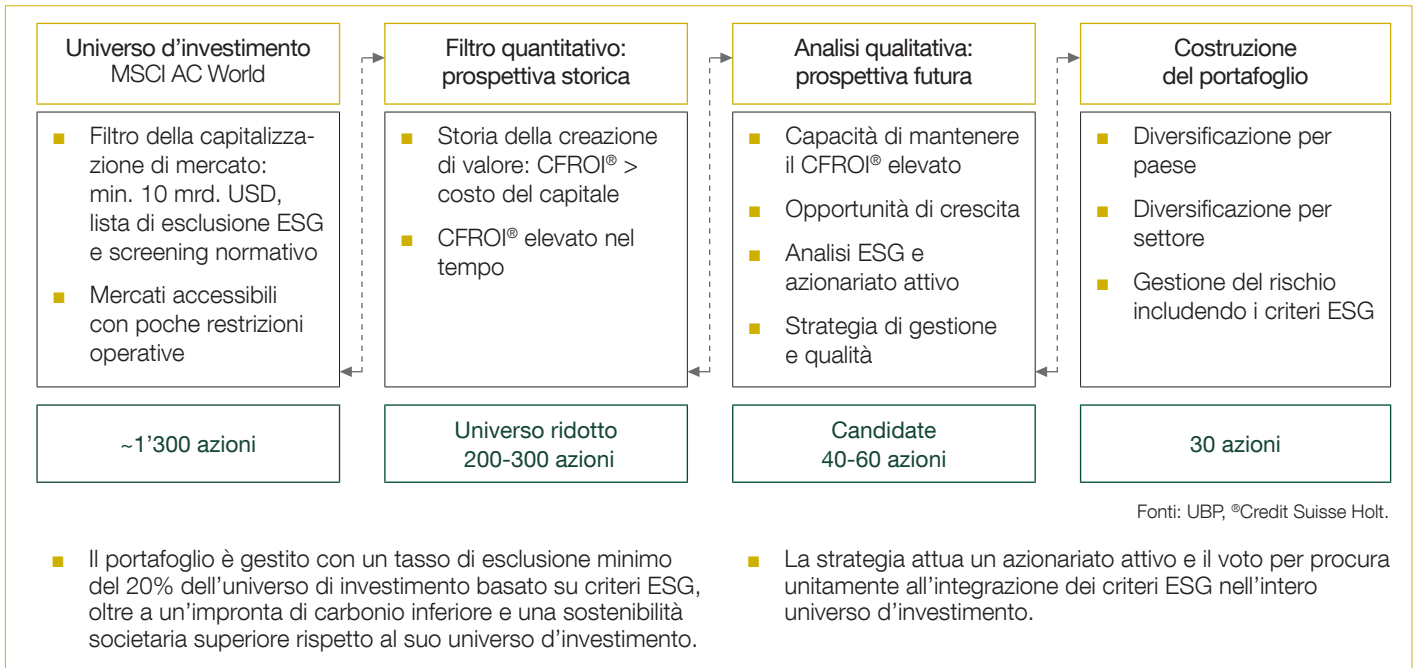 Universo d’investimento
MSCI AC World
■ Filtro della capitalizza-
zione di mercato:
min. 10 mrd. USD,
lista di esclusione ESG
e screening normativo
■ Mercati accessibili
con poche restrizioni
operative
~1’300 azioni
Filtro quantitativo:
prospettiva storica
■ Storia della creazione
di valore: CFROI® >
costo del capitale
■ CFROI® elevato nel
tempo
Universo ridotto
200-300 azioni
Analisi qualitativa:
prospettiva futura
■ Capacità di mantenere
il CFROI® elevato
■ Opportunità di crescita
■ Analisi ESG e
azionariato attivo
■ Strategia di gestione
e qualità
Candidate
40-60 azioni
Costruzione
del portafoglio
■ Diversificazione per
paese
■ Diversificazione per
settore
■ Gestione del rischio
includendo i criteri ESG
30 azioni
Fonti: UBP, ®Credit Suisse Holt.
■ Il portafoglio è gestito con un tasso di esclusione minimo
del 20% dell’universo di investimento basato su criteri ESG,
oltre a un’impronta di carbonio inferiore e una sostenibilità
societaria superiore rispetto al suo universo d’investimento.
■ La strategia attua un azionariato attivo e il voto per procura
unitamente all’integrazione dei criteri ESG nell’intero
universo d’investimento.